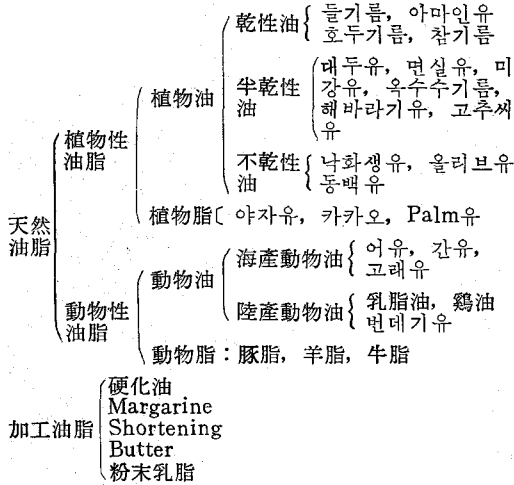 天然油脂
植物性油脂
植物油
乾性油
들기름, 아마인유
호두기름, 참기름
半乾性油
대두유, 면실유, 미
강유, 옥수수기름,
해바라기유, 고추씨
유
不乾性油
낙화생유, 올리브유
동백유
植物脂
야자유, 카카오, Palm유
動物性油脂
動物油
海產動物油
어유, 간유,
고래유
陸產動物油
乳脂油, 鷄油
번데기유
動物脂 : 豚脂, 羊脂, 牛脂
加工油脂
硬化油
Margarine
Shortening
Butter
粉末乳脂